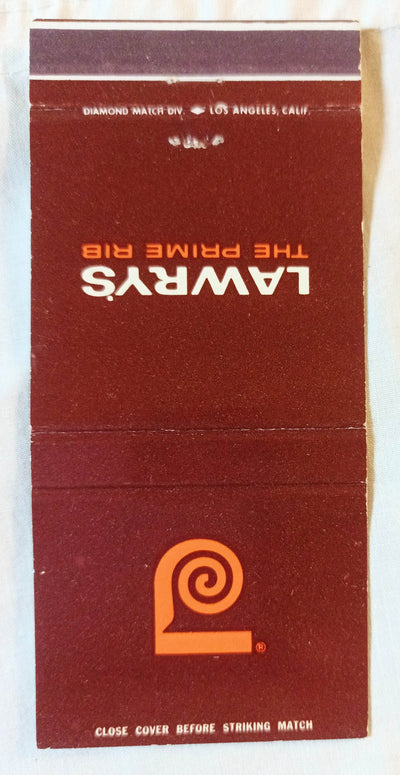 DIAMOND MATCH DIV. LOS ANGELES, CALIF.
LAWRY'S
THE PRIME RIB
®
CLOSE COVER BEFORE STRIKING MATCH